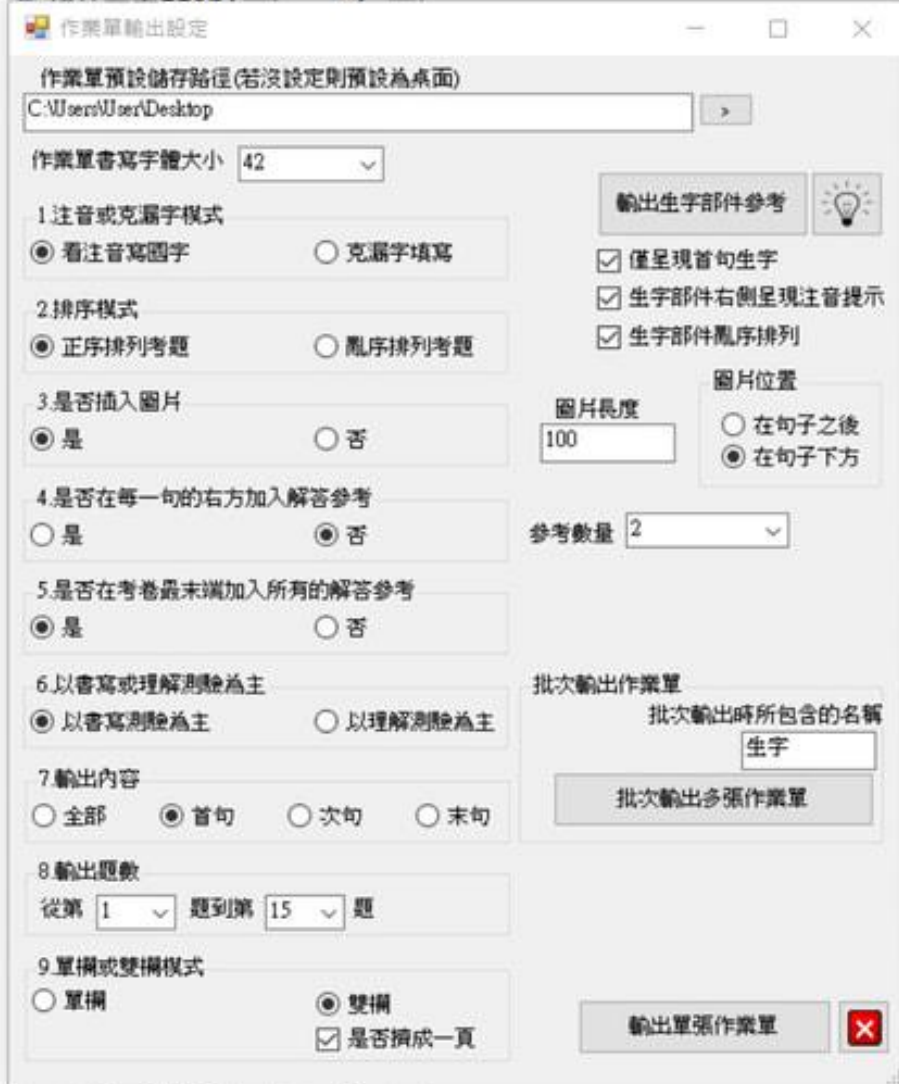 作業單輸出設定
作業單預設儲存路徑(若沒設定則預設為桌面)
C:\Users\User\Desktop
>
作業單書寫字體大小 42
輸出生字部件參考
1.注音或克漏字模式
看注音寫國字 克漏字填寫
僅呈現首句生字
生字部件右側呈現注音提示
生字部件亂序排列
2.排序模式
正序排列考題 亂序排列考題
3.是否插入圖片
是 否
圖片長度
100
圖片位置
在句子之後
在句子下方
4.是否在每一句的右方加入解答參考
是 否
參考數量 2
5.是否在考卷最末端加入所有的解答參考
是 否
6.以書寫或理解測驗為主
以書寫測驗為主 以理解測驗為主
批次輸出作業單
批次輸出時所包含的名稱
生字
批次輸出多張作業單
7.輸出內容
全部 首句 次句 末句
8.輸出題數
從第 1 題到第 15 題
9.單欄或雙欄模式
單欄 雙欄
是否擠成一頁
輸出單張作業單